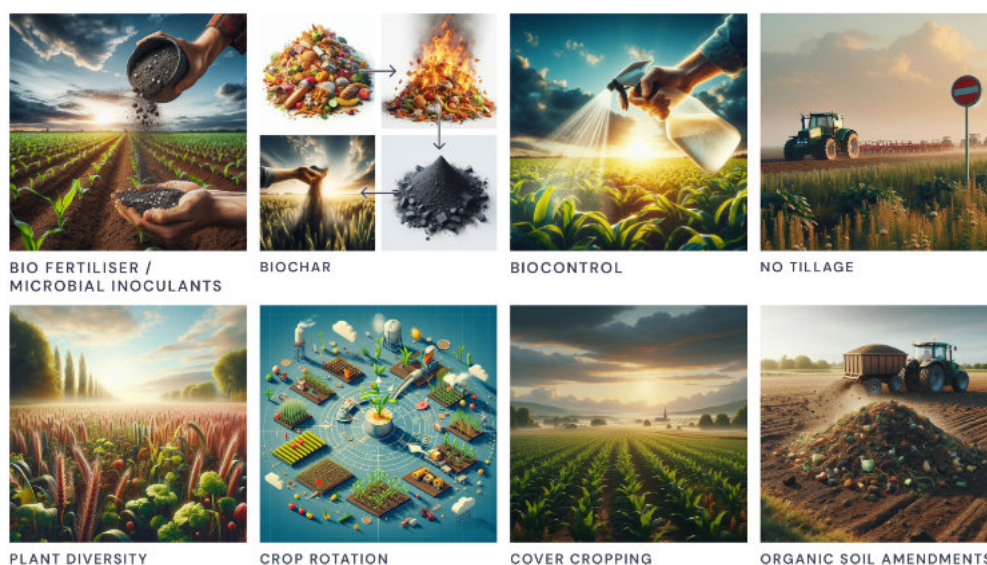 BIO FERTILISER /
MICROBIAL INOCULANTS
BIOCHAR
BIOCONTROL
NO TILLAGE
PLANT DIVERSITY
CROP ROTATION
COVER CROPPING
ORGANIC SOIL AMENDMENTS